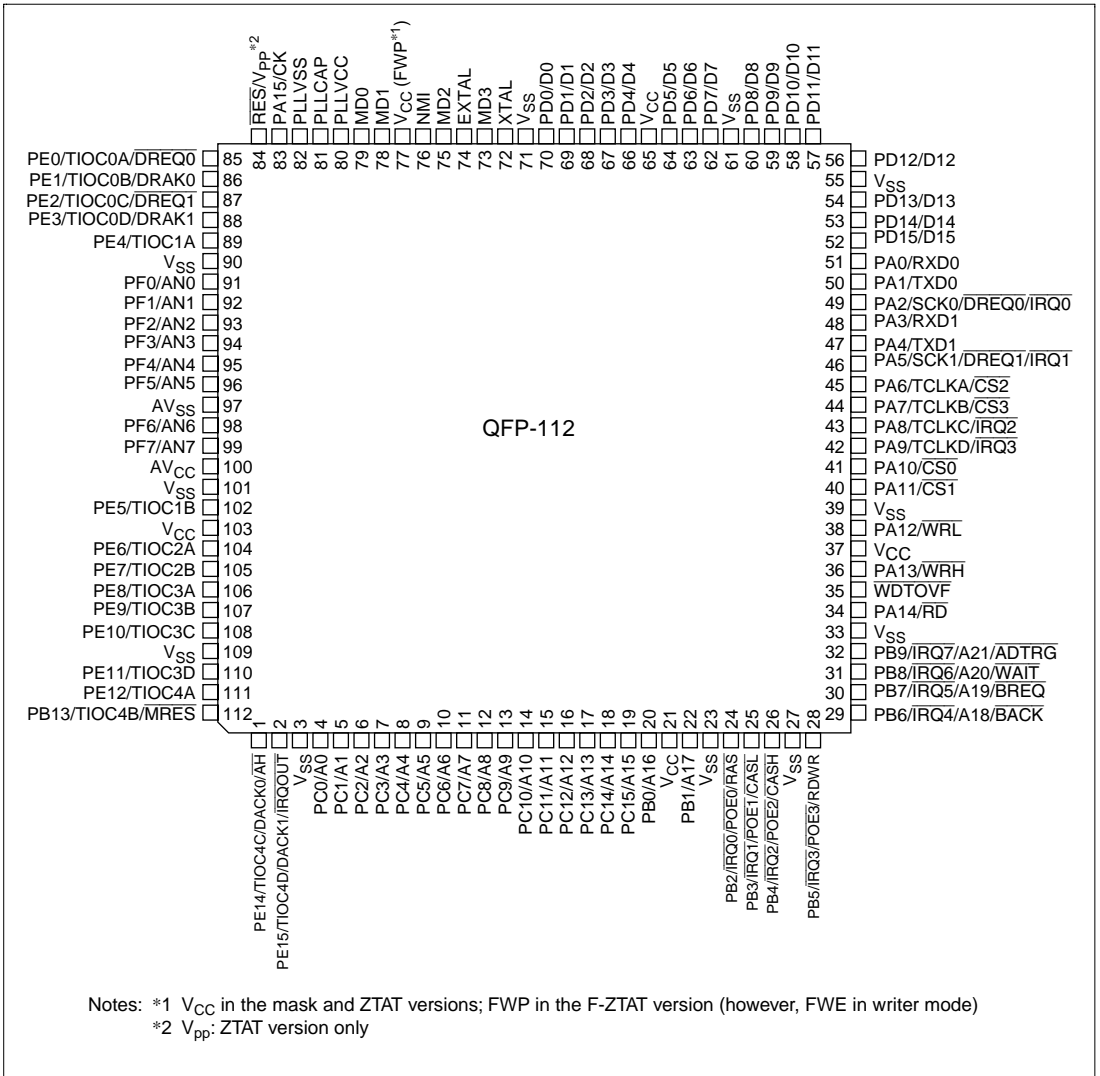 RES/VPP*2
PA15/CK
PLLVSS
PLLCAP
PLLVCC
MD0
MD1
VCC (FWP*1)
NMI
MD2
EXTAL
MD3
XTAL
VSS
PD0/D0
PD1/D1
PD2/D2
PD3/D3
PD4/D4
VCC
PD5/D5
PD6/D6
PD7/D7
VSS
PD8/D8
PD9/D9
PD10/D10
PD11/D11
84 83 82 81 80 79 78 77 76 75 74 73 72 71 70 69 68 67 66 65 64 63 62 61 60 59 58 57
PE0/TIOC0A/DREQ0 85
PE1/TIOC0B/DRAK0 86
PE2/TIOC0C/DREQ1 87
PE3/TIOC0D/DRAK1 88
PE4/TIOC1A 89
VSS 90
PF0/AN0 91
PF1/AN1 92
PF2/AN2 93
PF3/AN3 94
PF4/AN4 95
PF5/AN5 96
AVSS 97
PF6/AN6 98
PF7/AN7 99
AVCC 100
VSS 101
PE5/TIOC1B 102
VCC 103
PE6/TIOC2A 104
PE7/TIOC2B 105
PE8/TIOC3A 106
PE9/TIOC3B 107
PE10/TIOC3C 108
VSS 109
PE11/TIOC3D 110
PE12/TIOC4A 111
PB13/TIOC4B/MRES 112
QFP-112
56 PD12/D12
55 VSS
54 PD13/D13
53 PD14/D14
52 PD15/D15
51 PA0/RXD0
50 PA1/TXD0
49 PA2/SCK0/DREQ0/IRQ0
48 PA3/RXD1
47 PA4/TXD1
46 PA5/SCK1/DREQ1/IRQ1
45 PA6/TCLKA/CS2
44 PA7/TCLKB/CS3
43 PA8/TCLKC/IRQ2
42 PA9/TCLKD/IRQ3
41 PA10/CS0
40 PA11/CS1
39 VSS
38 PA12/WRL
37 VCC
36 PA13/WRH
35 WDTOVF
34 PA14/RD
33 VSS
32 PB9/IRQ7/A21/ADTRG
31 PB8/IRQ6/A20/WAIT
30 PB7/IRQ5/A19/BREQ
29 PB6/IRQ4/A18/BACK
1 2 3 4 5 6 7 8 9 10 11 12 13 14 15 16 17 18 19 20 21 22 23 24 25 26 27 28
PE14/TIOC4C/DACK0/AH
PE15/TIOC4D/DACK1/IRQOUT
VSS
PC0/A0
PC1/A1
PC2/A2
PC3/A3
PC4/A4
PC5/A5
PC6/A6
PC7/A7
PC8/A8
PC9/A9
PC10/A10
PC11/A11
PC12/A12
PC13/A13
PC14/A14
PC15/A15
PB0/A16
VCC
PB1/A17
VSS
PB2/IRQ0/POE0/RAS
PB3/IRQ1/POE1/CASL
PB4/IRQ2/POE2/CASH
VSS
PB5/IRQ3/POE3/RDWR
Notes: *1 VCC in the mask and ZTAT versions; FWP in the F-ZTAT version (however, FWE in writer mode)
*2 Vpp: ZTAT version only